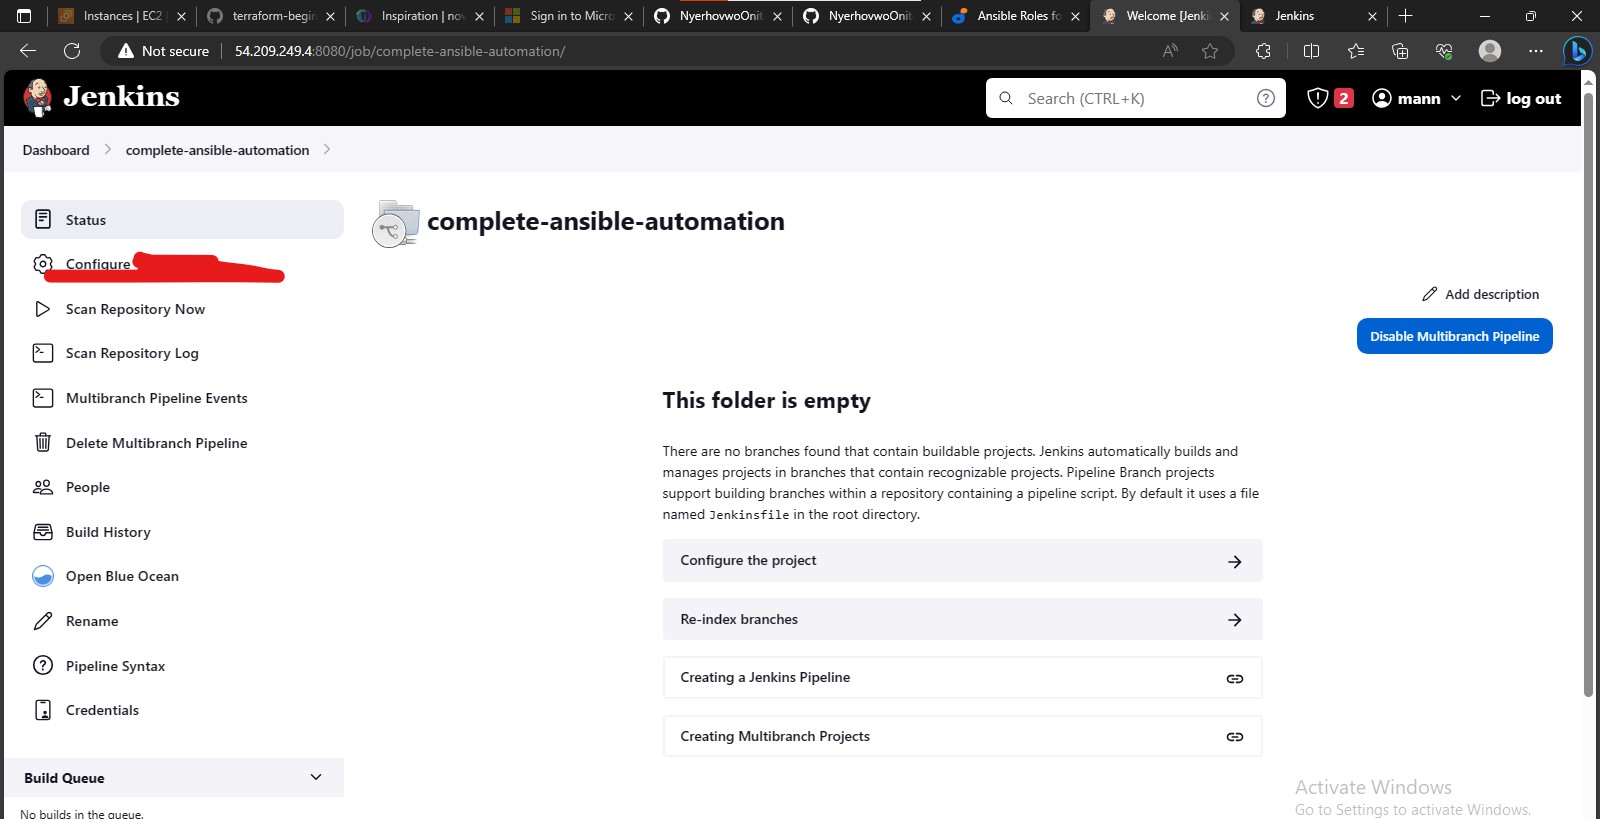 Instances | EC2
terraform-begin
Inspiration | nov
Sign in to Micro
NyerhovwoOnit
NyerhovwoOnit
Ansible Roles fo
Welcome [Jenki
Jenkins
Not secure
54.209.249.4:8080/job/complete-ansible-automation/
Jenkins
Search (CTRL+K)
2
mann
log out
Dashboard
complete-ansible-automation
Status
Configure
Scan Repository Now
Scan Repository Log
Multibranch Pipeline Events
Delete Multibranch Pipeline
People
Build History
Open Blue Ocean
Rename
Pipeline Syntax
Credentials
Build Queue
No builds in the queue.
complete-ansible-automation
Add description
Disable Multibranch Pipeline
This folder is empty
There are no branches found that contain buildable projects. Jenkins automatically builds and
manages projects in branches that contain recognizable projects. Pipeline Branch projects
support building branches within a repository containing a pipeline script. By default it uses a file
named Jenkinsfile in the root directory.
Configure the project
Re-index branches
Creating a Jenkins Pipeline
Creating Multibranch Projects
Activate Windows
Go to Settings to activate Windows.